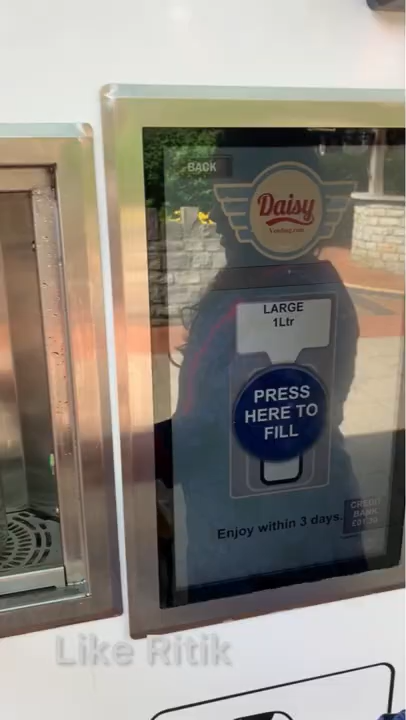 BACK
Daisy
Vending.com
LARGE
1Ltr
PRESS
HERE TO
FILL
CREDIT
BANK
Enjoy within 3 days.
Like Ritik